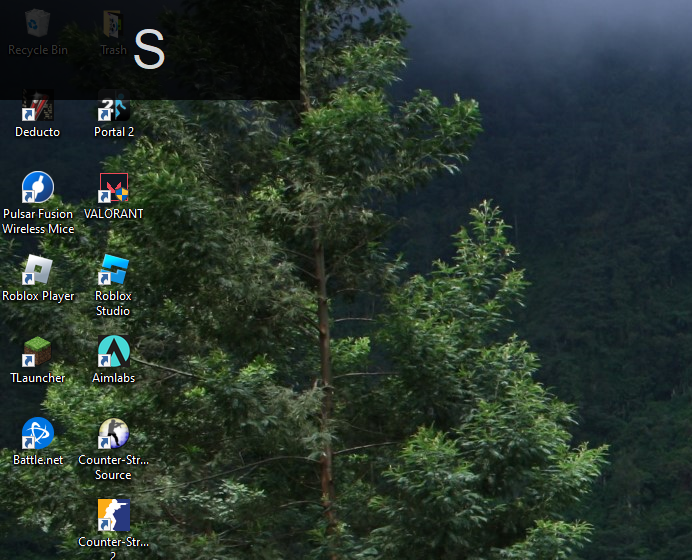 S
Recycle Bin
Trash
Deducto
Portal 2
Pulsar Fusion
Wireless Mice
VALORANT
Roblox Player
Roblox
Studio
TLauncher
Aimlabs
Battle.net
Counter-Str...
Source
Counter-Str...
2